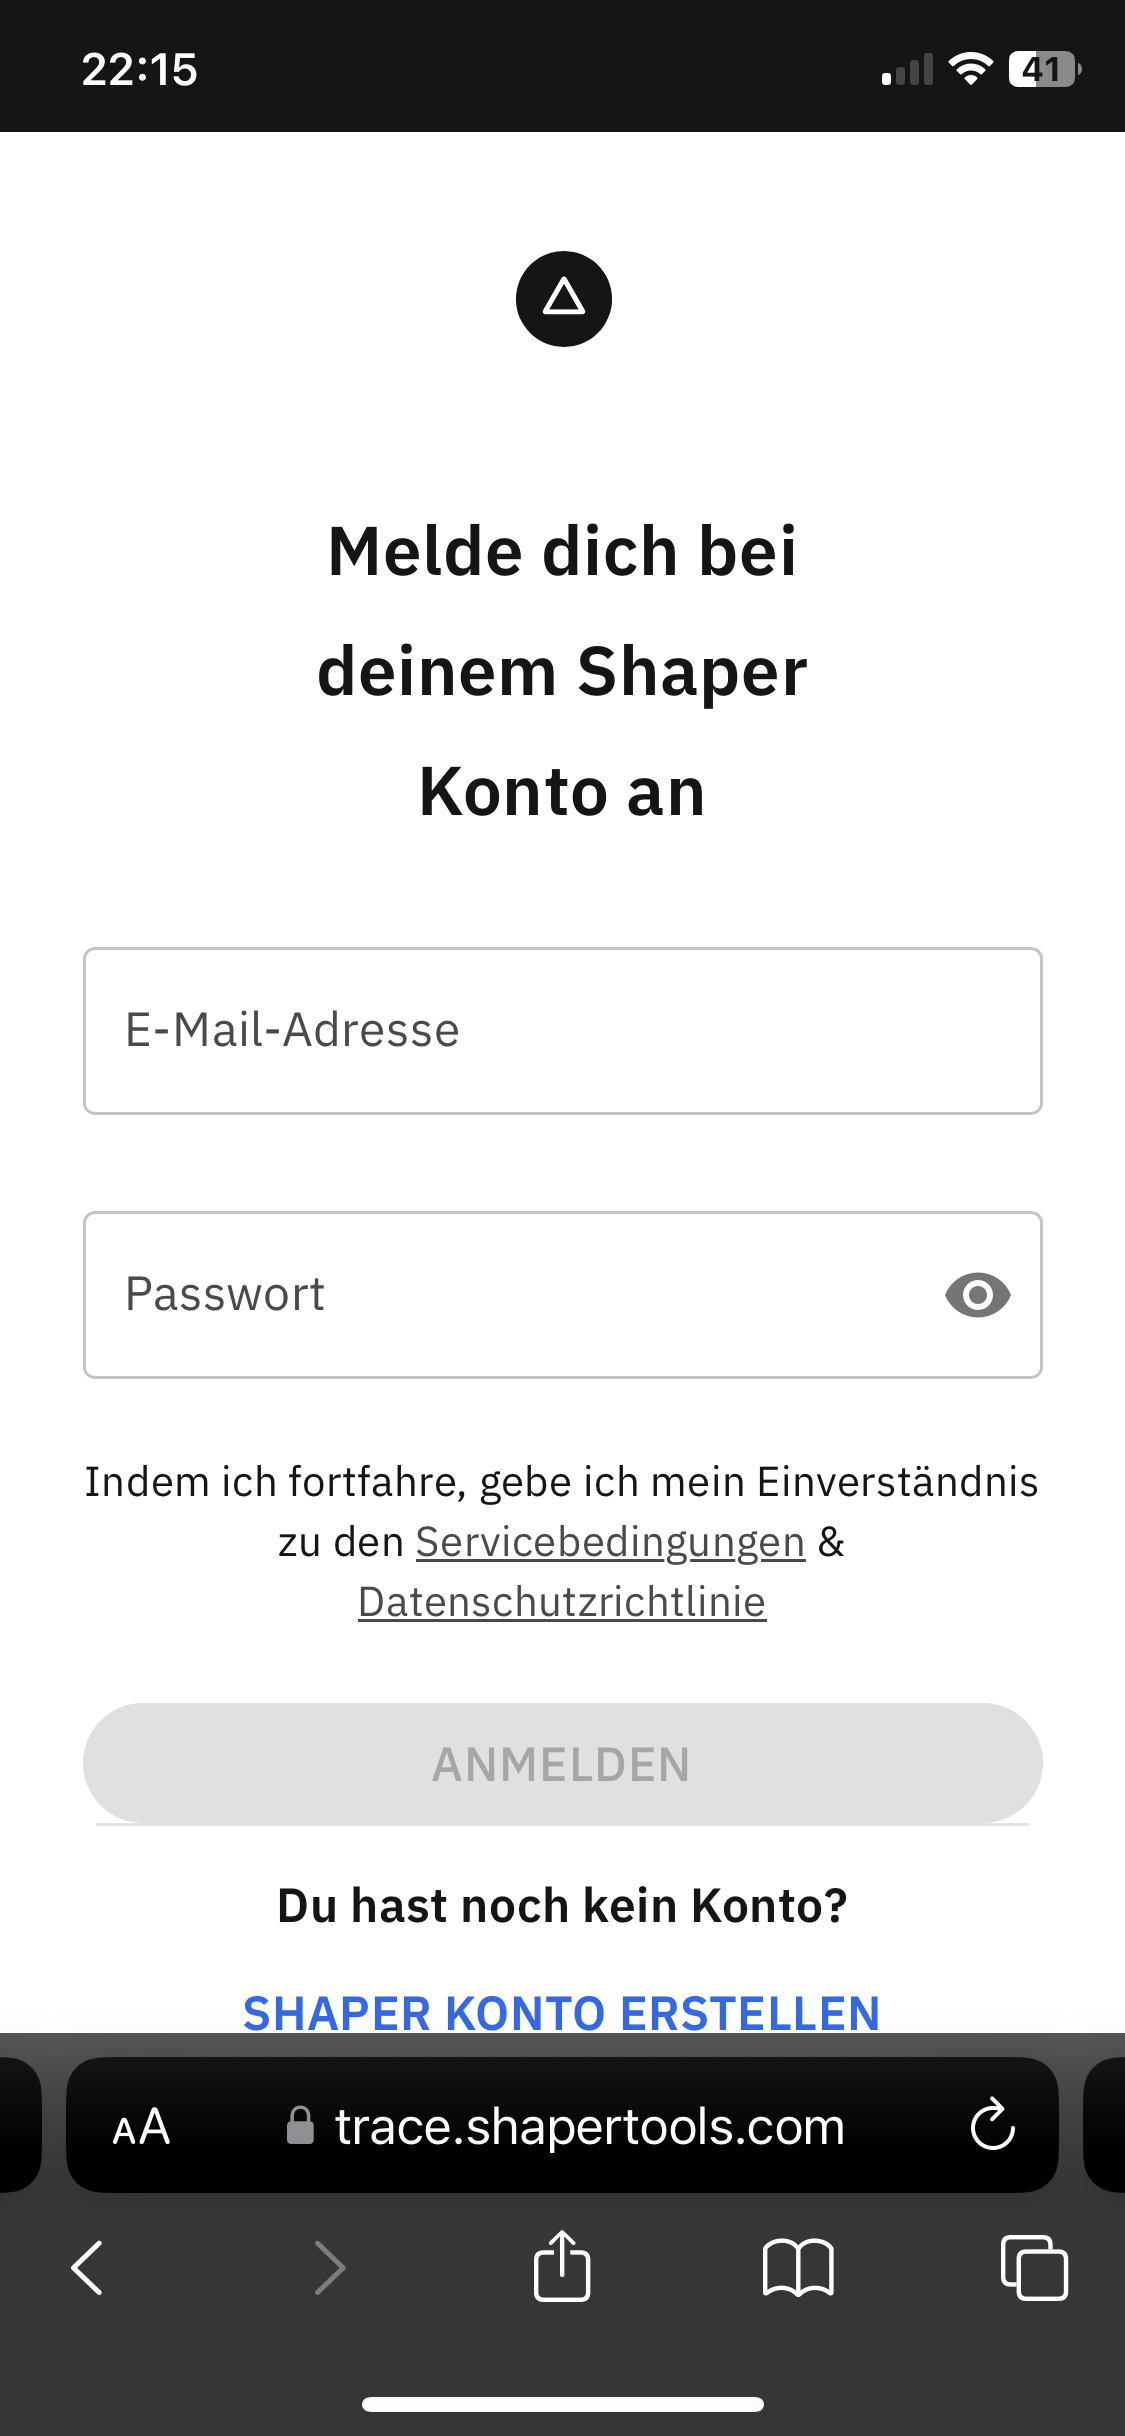 22:15
41
Melde dich bei
deinem Shaper
Konto an
E-Mail-Adresse
Passwort
Indem ich fortfahre, gebe ich mein Einverständnis
zu den Servicebedingungen &
Datenschutzrichtlinie
ANMELDEN
Du hast noch kein Konto?
SHAPER KONTO ERSTELLEN
AA trace.shapertools.com